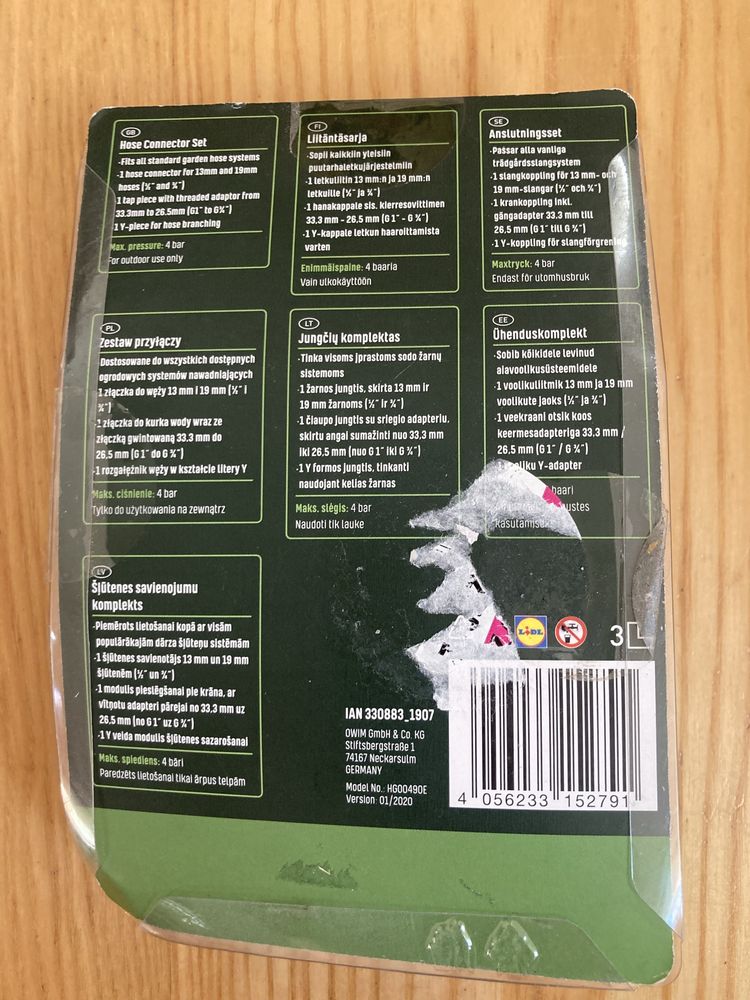 GB
Hose Connector Set
·Fits all standard garden hose systems
·1 hose connector for 13mm and 19mm
hoses (½˝ and ¾˝)
·1 tap piece with threaded adaptor from
33.3mm to 26.5mm (G1˝ to G¾˝)
·1 Y-piece for hose branching
Max. pressure: 4 bar
For outdoor use only
FI
Liitäntäsarja
·Sopii kaikkiin yleisiin
puutarhaletkujärjestelmiin
·1 letkuliitin 13 mm:n ja 19 mm:n
letkuille (½˝ ja ¾˝)
·1 hanakappale sis. kierresovittimen
33,3 mm - 26,5 mm (G 1˝ - G ¾˝)
·1 Y-kappale letkun haaroittamista
varten
Enimmäispaine: 4 baaria
Vain ulkokäyttöön
SE
Anslutningsset
·Passar alla vanliga
trädgårdsslangsystem
·1 slangkoppling för 13 mm- och
19 mm-slangar (½˝ och ¾˝)
·1 krankoppling inkl.
gängadapter 33.3 mm till
26,5 mm (G 1˝ till G ¾˝)
·1 Y-koppling för slangförgrening
Maxtryck: 4 bar
Endast för utomhusbruk
PL
Zestaw przyłączy
·Dostosowane do wszystkich dostępnych
ogrodowych systemów nawadniających
·1 złączka do węży 13 mm i 19 mm (½˝ i
¾˝)
·1 złączka do kurka wody wraz ze
złączką gwintowaną 33.3 mm do
26,5 mm (G 1˝ do G ¾˝)
·1 rozgałęźnik węży w kształcie litery Y
Maks. ciśnienie: 4 bar
Tylko do użytkowania na zewnątrz
LT
Jungčių komplektas
·Tinka visoms įprastoms sodo žarnų
sistemoms
·1 žarnos jungtis, skirta 13 mm ir
19 mm žarnoms (½˝ ir ¾˝)
·1 čiaupo jungtis su sriegio adapteriu,
skirtu angai sumažinti nuo 33,3 mm
iki 26,5 mm (nuo G 1˝ iki G ¾˝)
·1 Y formos jungtis, tinkanti
naudojant kelias žarnas
Maks. slėgis: 4 bar
Naudoti tik lauke
EE
Ühenduskomplekt
·Sobib kõikidele levinud
aiavoolikusüsteemidele
·1 voolikuliitmik 13 mm ja 19 mm
voolikute jaoks (½˝ ja ¾˝)
·1 veekraani otsik koos
keermesadapteriga 33.3 mm /
26.5 mm (G 1˝ / G ¾˝)
Y-adapter
baari
kasutamiseks
LV
Šļūtenes savienojumu
komplekts
·Piemērots lietošanai kopā ar visām
populārākajām dārza šļūteņu sistēmām
·1 šļūtenes savienotājs 13 mm un 19 mm
šļūtenēm (½˝ un ¾˝)
·1 modulis pieslēgšanai pie krāna, ar
vītņotu adapteri pārejai no 33,3 mm uz
26,5 mm (no G 1˝ uz G ¾˝)
·1 Y veida modulis šļūtenes sazarošanai
Maks. spiediens: 4 bāri
Paredzēts lietošanai tikai ārpus telpām
LIDL
3L
IAN 330883_1907
OWIM GmbH & Co. KG
Stiftsbergstraße 1
74167 Neckarsulm
GERMANY
Model No.: HG00490E
Version: 01/2020
4 056233 152791